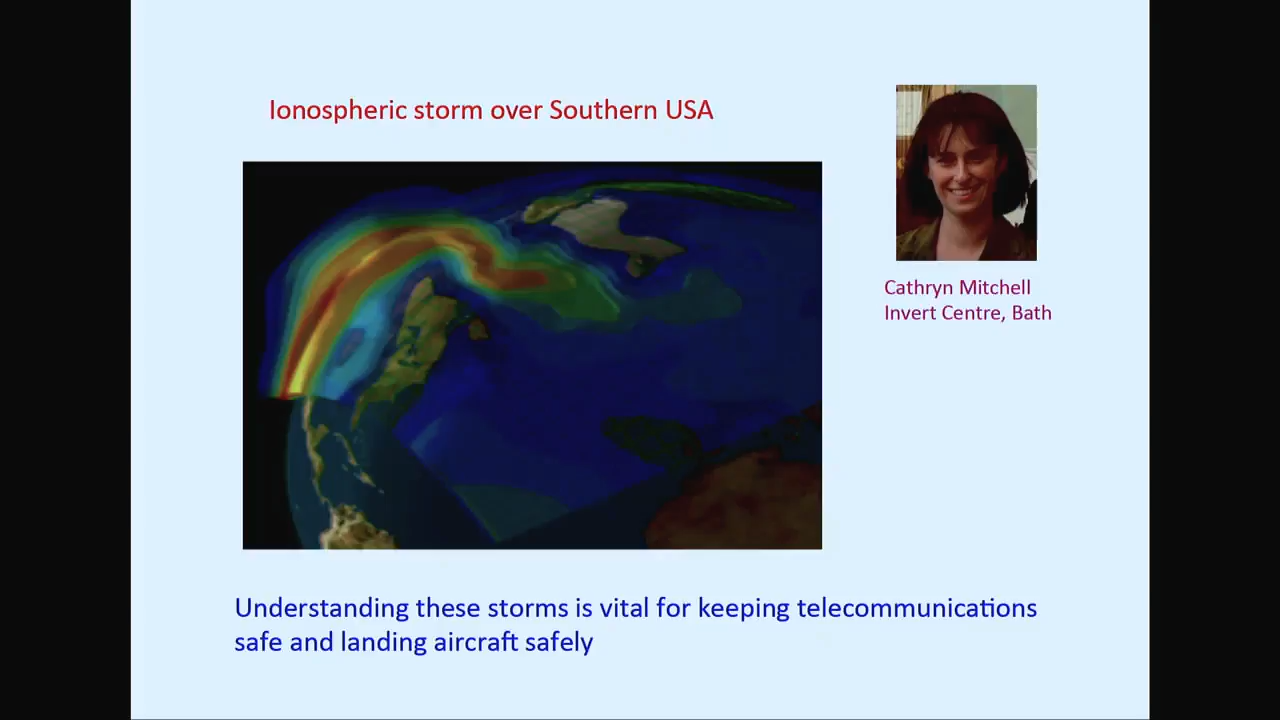 Ionospheric storm over Southern USA
Cathryn Mitchell
Invert Centre, Bath
Understanding these storms is vital for keeping telecommunications
safe and landing aircraft safely